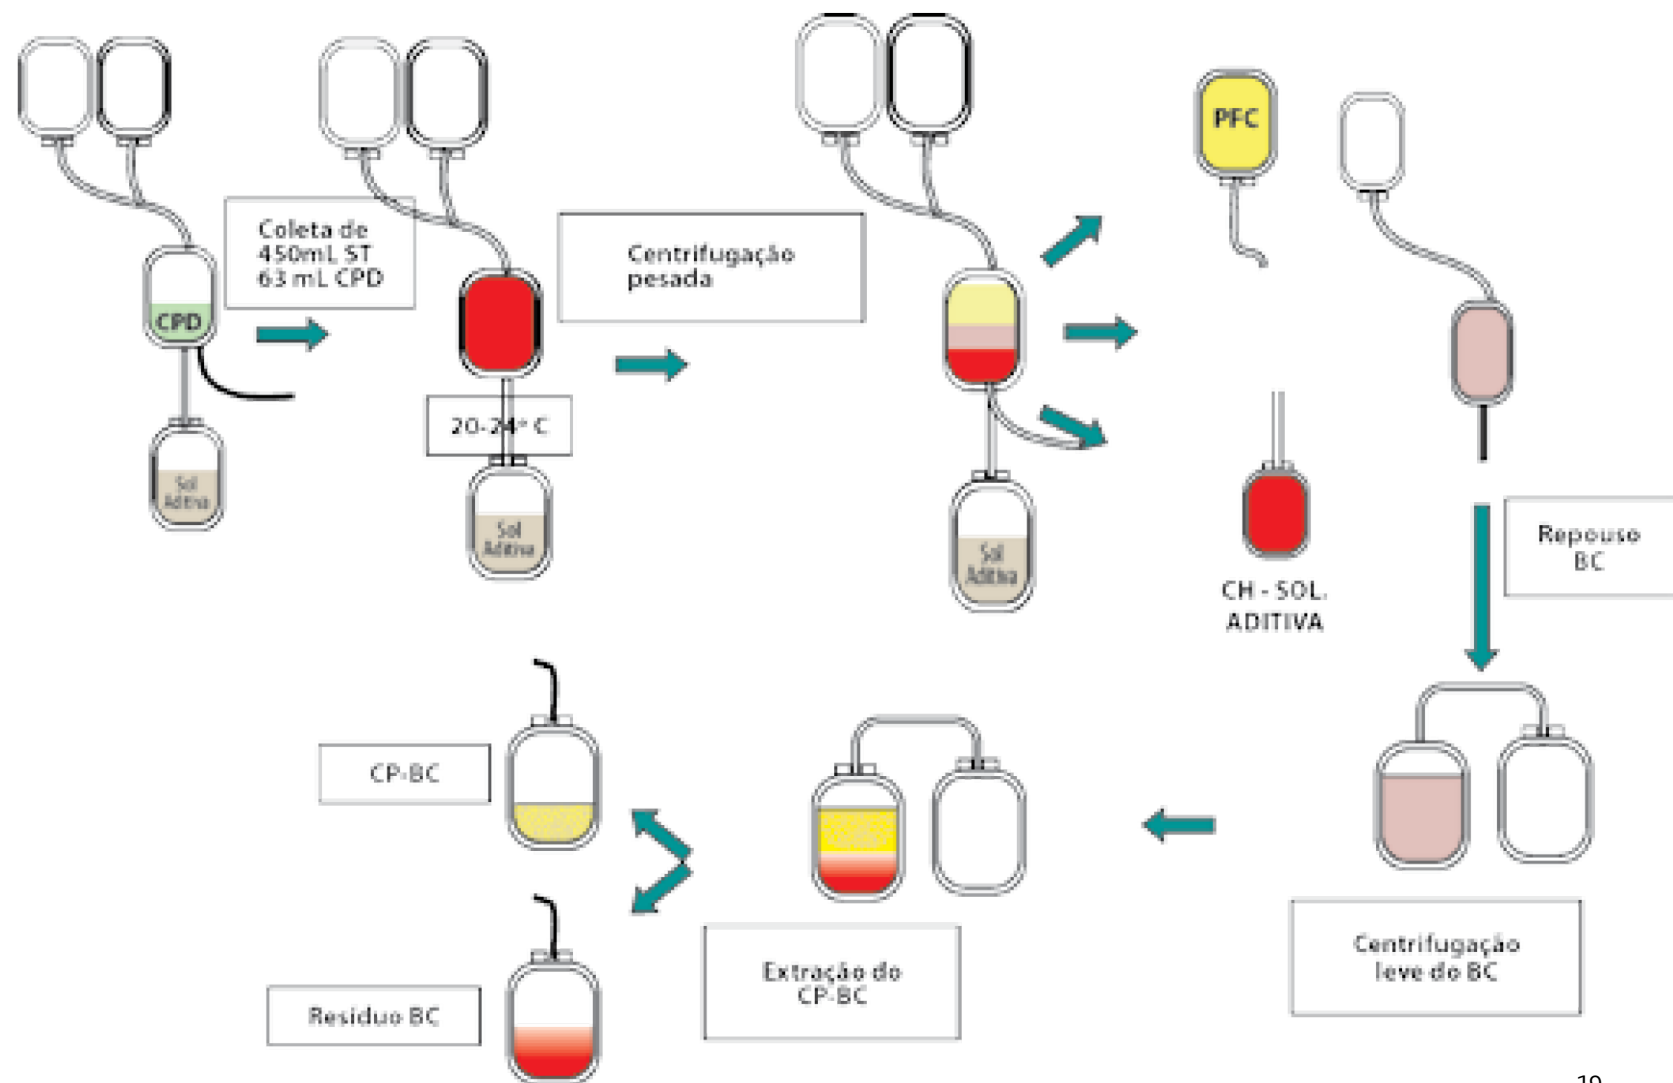 Coleta de
450mL ST
63 mL CPD
CPD
Sol
Aditiva
20-24º C
Sol
Aditiva
Centrifugação
pesada
Sol
Aditiva
PFC
CH - SOL.
ADITIVA
Repouso
BC
Centrifugação
leve do BC
Extração do
CP-BC
CP-BC
Resíduo BC
19